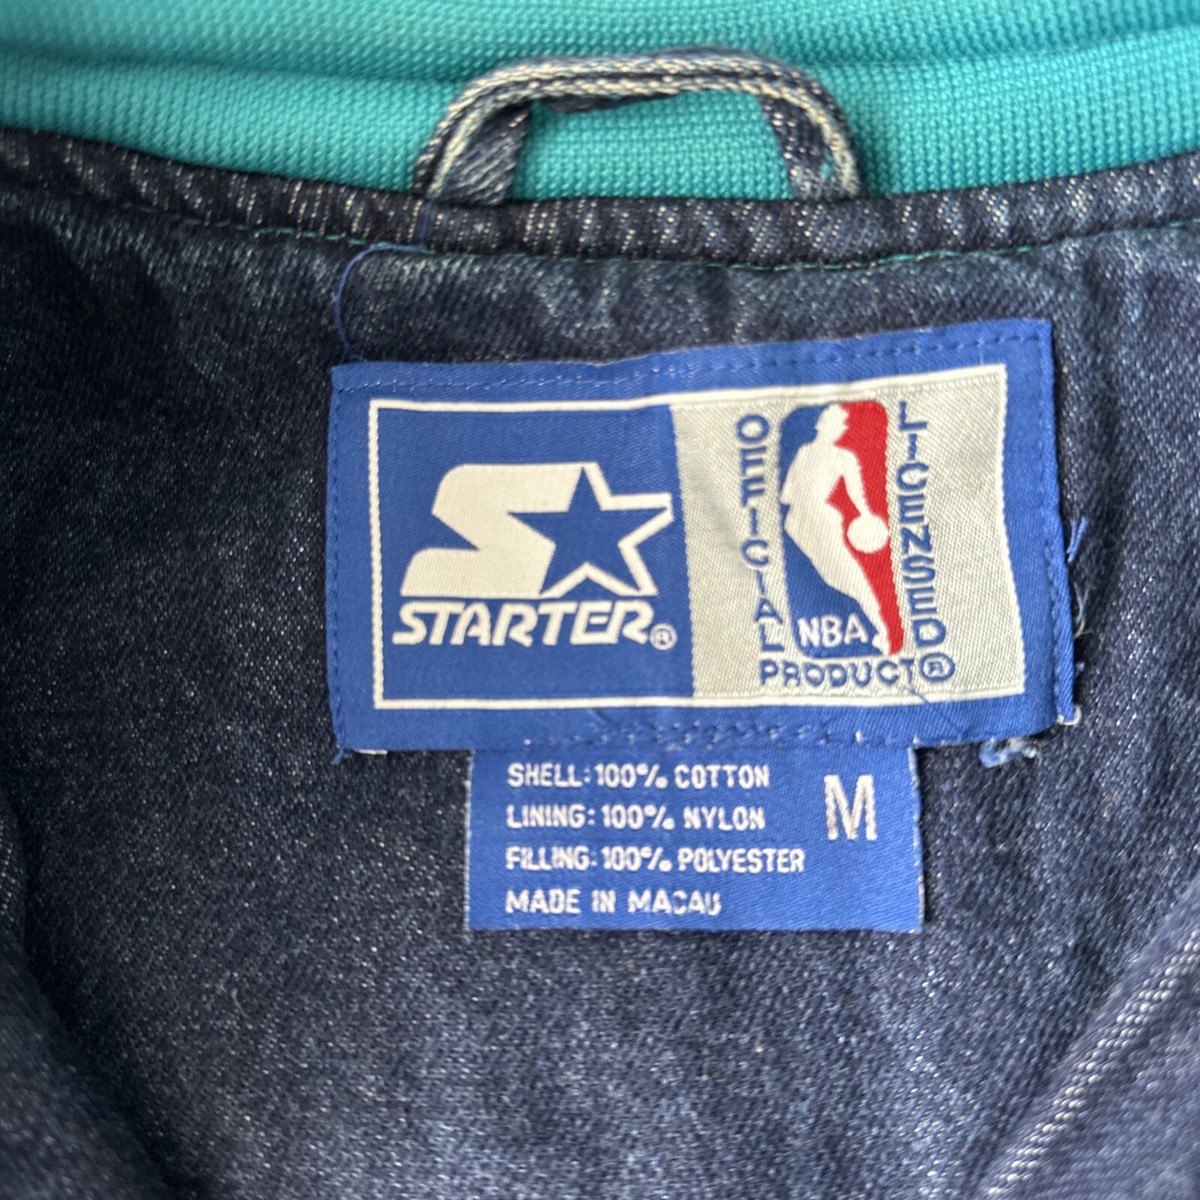 STARTER®
OFFICIAL
LICENSED
NBA
PRODUCT®
SHELL: 100% COTTON
LINING: 100% NYLON
FILLING: 100% POLYESTER
MADE IN MACAU
M